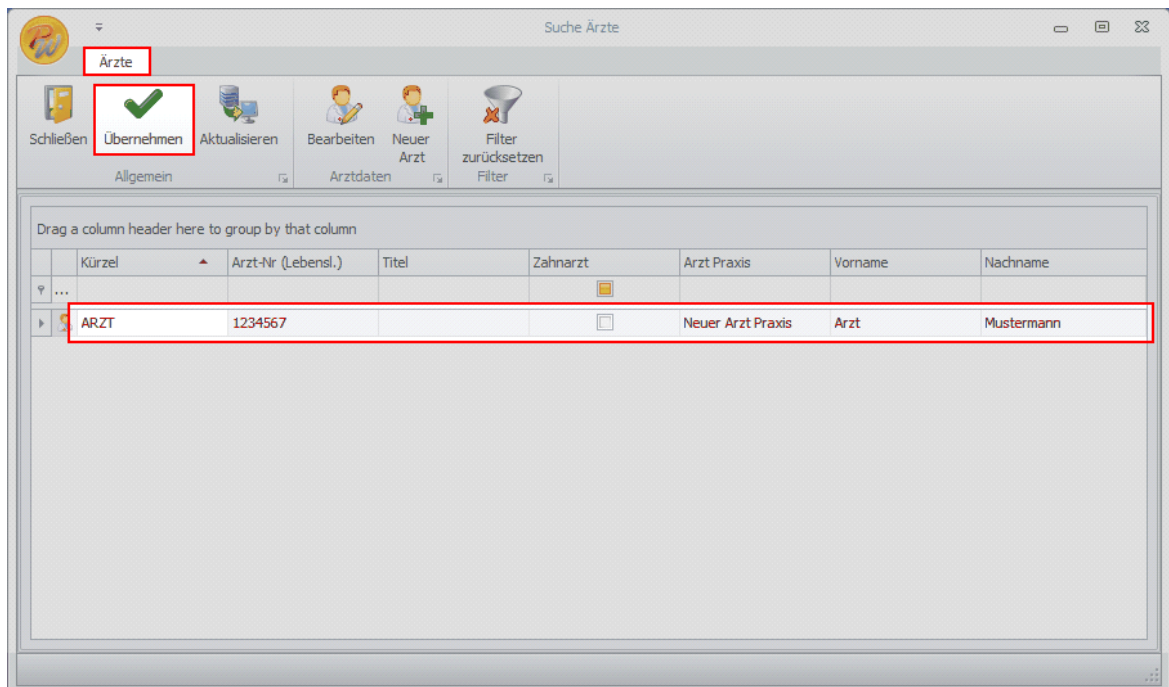 PW
Suche Ärzte
Ärzte
Schließen Übernehmen Aktualisieren Bearbeiten Neuer Arzt Filter zurücksetzen
Allgemein Arztdaten Filter
Drag a column header here to group by that column
Kürzel Arzt-Nr (Lebensl.) Titel Zahnarzt Arzt Praxis Vorname Nachname
...
ARZT 1234567 Neuer Arzt Praxis Arzt Mustermann